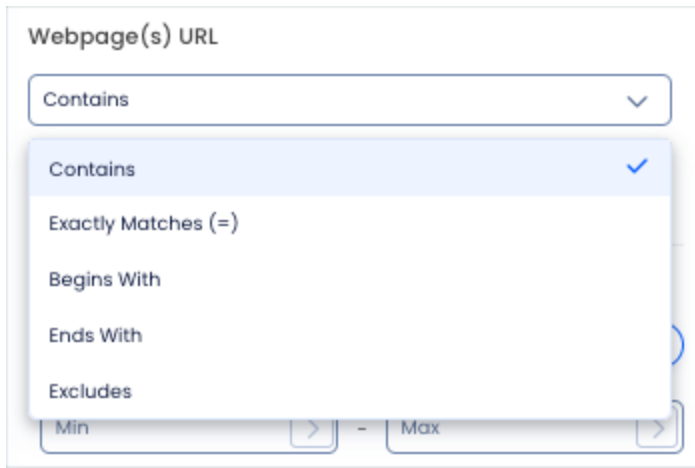 Webpage(s) URL
Contains
Contains
Exactly Matches (=)
Begins With
Ends With
Excludes
Min - Max